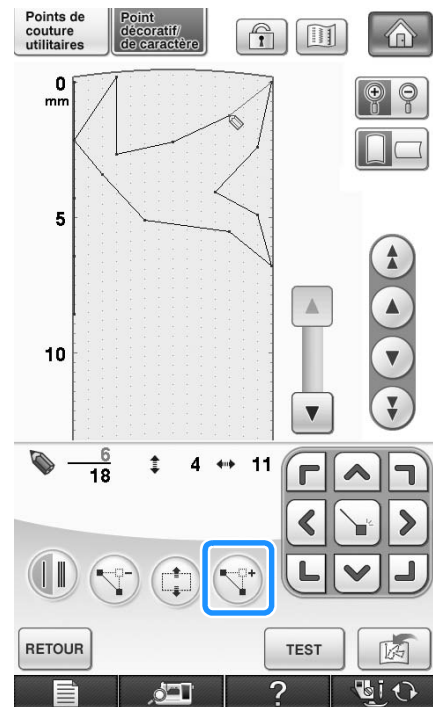 Points de
couture
utilitaires
Point
décoratif/
de caractère
0
mm
5
10
6
18
4
11
RETOUR
TEST
?